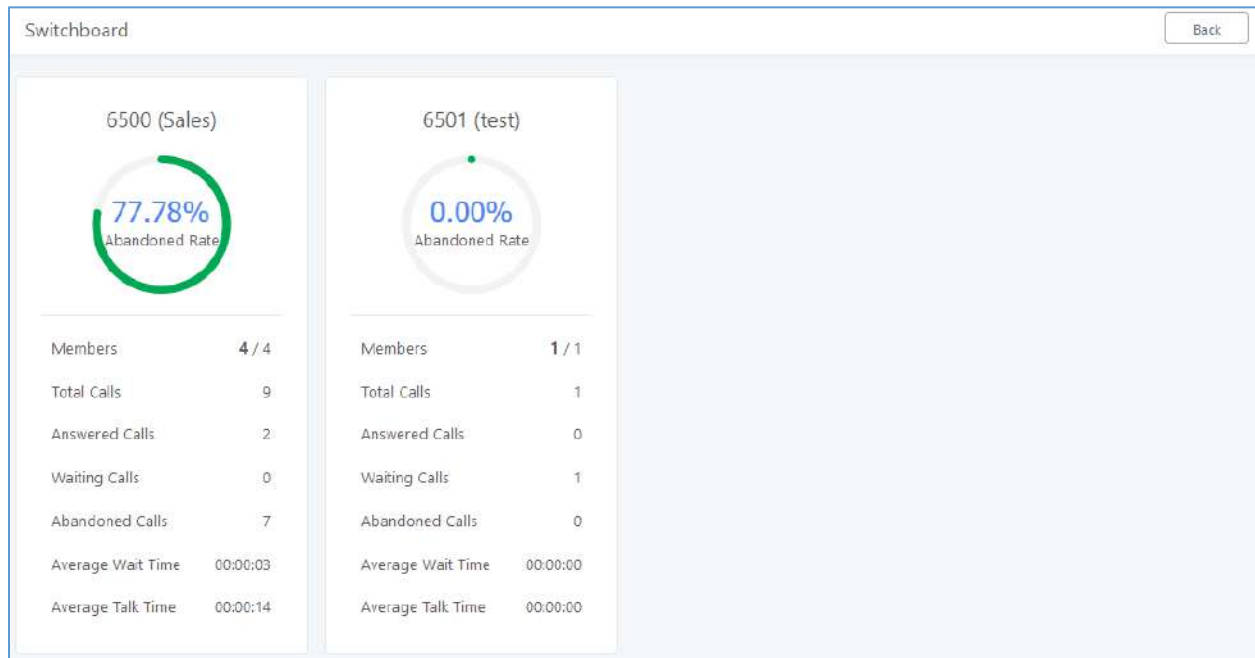 Switchboard
Back
6500 (Sales)
77.78%
Abandoned Rate
Members 4 / 4
Total Calls 9
Answered Calls 2
Waiting Calls 0
Abandoned Calls 7
Average Wait Time 00:00:03
Average Talk Time 00:00:14
6501 (test)
0.00%
Abandoned Rate
Members 1 / 1
Total Calls 1
Answered Calls 0
Waiting Calls 1
Abandoned Calls 0
Average Wait Time 00:00:00
Average Talk Time 00:00:00